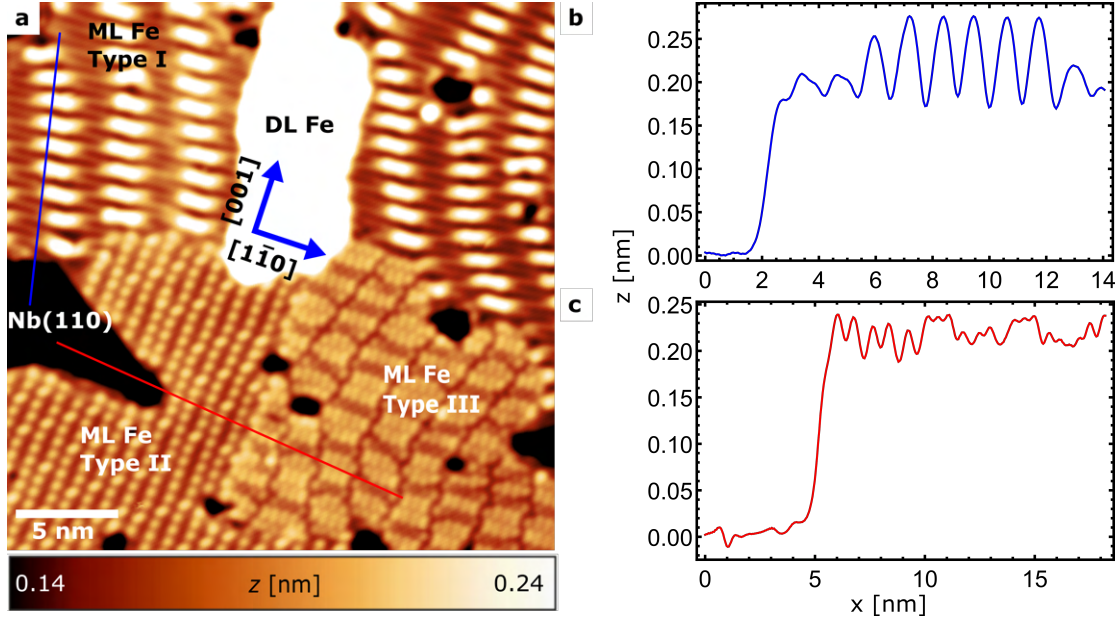 a
ML Fe
Type I
DL Fe
[001]
[11̄0]
Nb(110)
ML Fe
Type III
ML Fe
Type II
5 nm
0.14
z [nm]
0.24
b
0.25
0.20
0.15
0.10
0.05
0.00
0 2 4 6 8 10 12 14
z [nm]
c
0.25
0.20
0.15
0.10
0.05
0.00
0 5 10 15
x [nm]